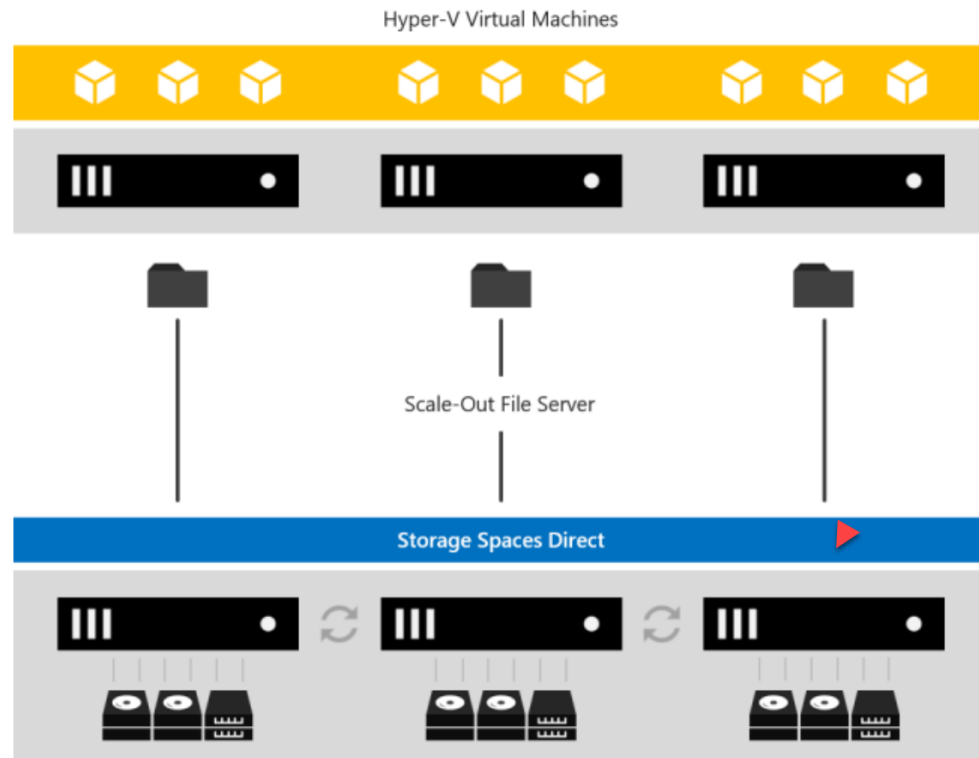 Hyper-V Virtual Machines
Scale-Out File Server
Storage Spaces Direct